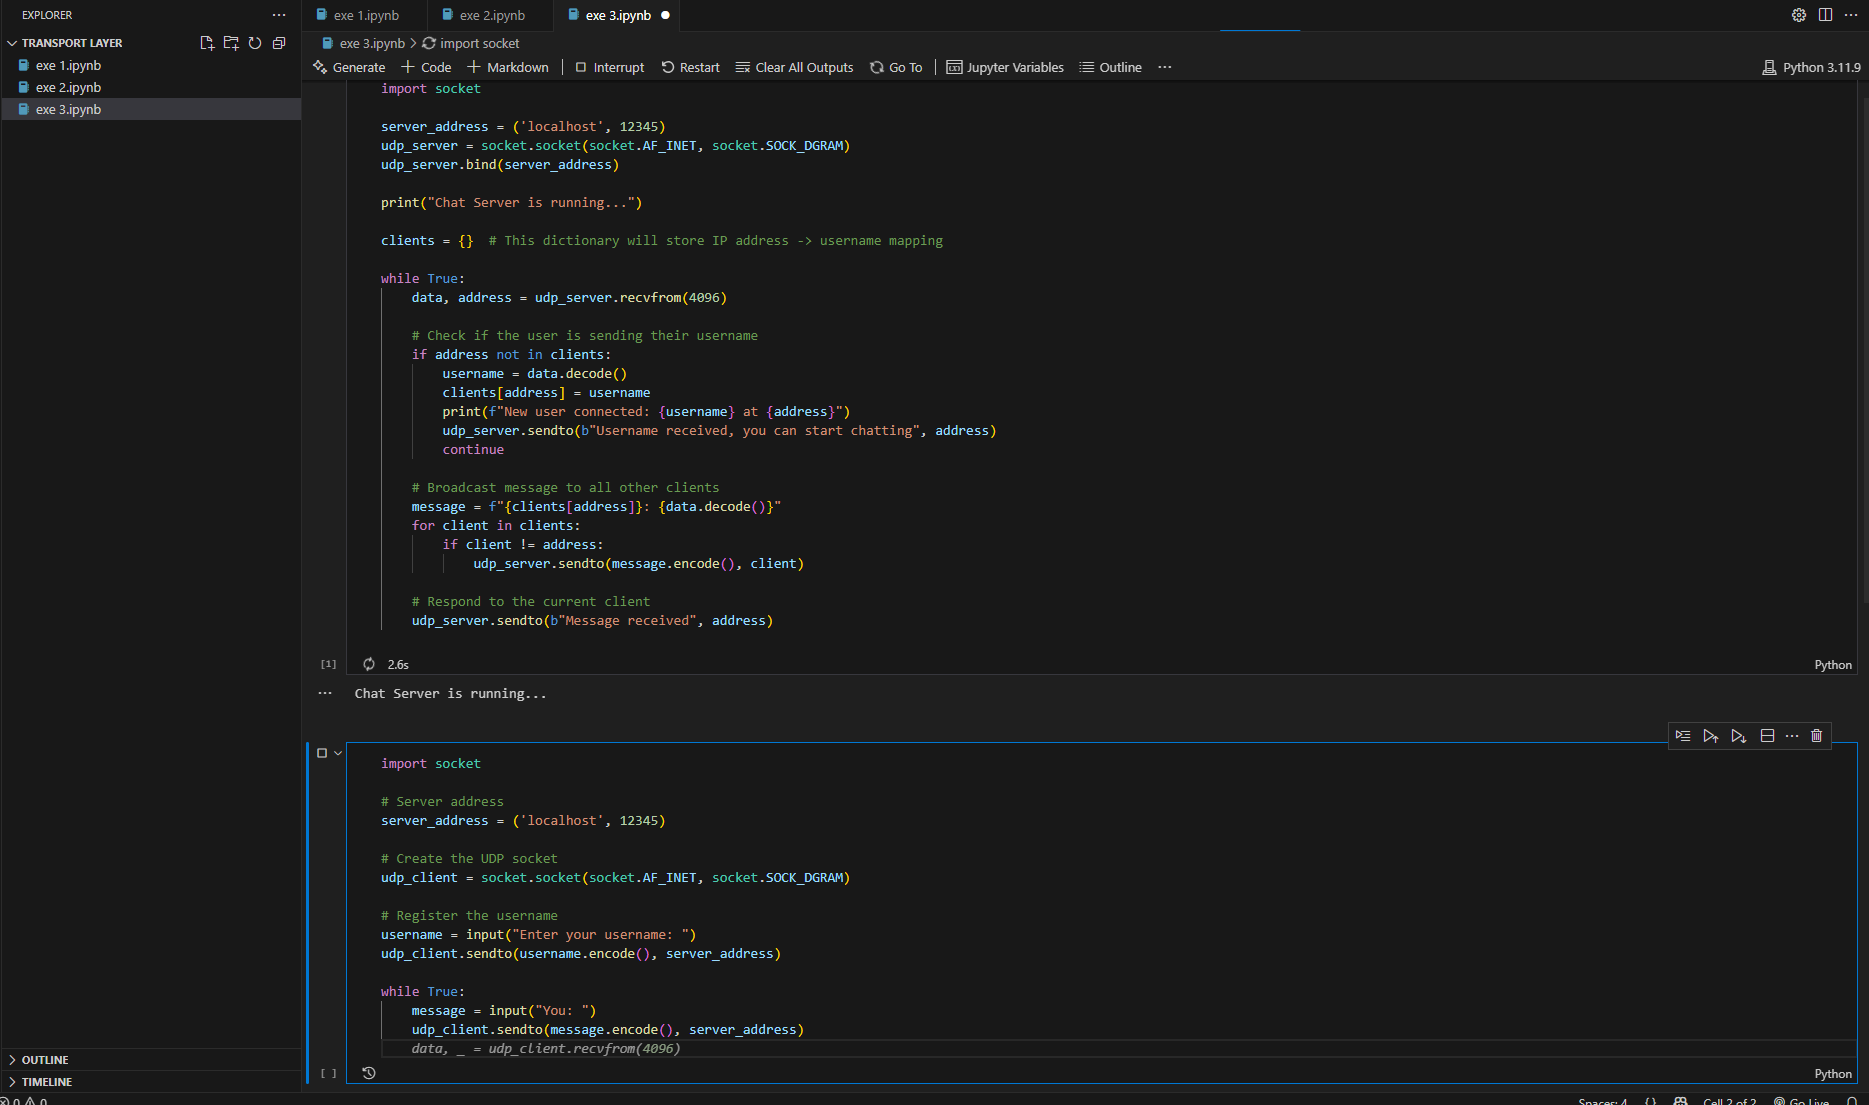 EXPLORER
TRANSPORT LAYER
exe 1.ipynb
exe 2.ipynb
exe 3.ipynb
OUTLINE
TIMELINE
exe 1.ipynb exe 2.ipynb exe 3.ipynb
exe 3.ipynb > import socket
Generate + Code + Markdown Interrupt Restart Clear All Outputs Go To Jupyter Variables Outline ... Python 3.11.9
import socket
server_address = ('localhost', 12345)
udp_server = socket.socket(socket.AF_INET, socket.SOCK_DGRAM)
udp_server.bind(server_address)
print("Chat Server is running...")
clients = {}  # This dictionary will store IP address -> username mapping
while True:
    data, address = udp_server.recvfrom(4096)
    # Check if the user is sending their username
    if address not in clients:
        username = data.decode()
        clients[address] = username
        print(f"New user connected: {username} at {address}")
        udp_server.sendto(b"Username received, you can start chatting", address)
        continue
    # Broadcast message to all other clients
    message = f"{clients[address]}: {data.decode()}"
    for client in clients:
        if client != address:
            udp_server.sendto(message.encode(), client)
    # Respond to the current client
    udp_server.sendto(b"Message received", address)
[1] 2.6s Python
... Chat Server is running...
import socket
# Server address
server_address = ('localhost', 12345)
# Create the UDP socket
udp_client = socket.socket(socket.AF_INET, socket.SOCK_DGRAM)
# Register the username
username = input("Enter your username: ")
udp_client.sendto(username.encode(), server_address)
while True:
    message = input("You: ")
    udp_client.sendto(message.encode(), server_address)
    data, _ = udp_client.recvfrom(4096)
[ ] Python
0 0 Spaces: 4 {} Cell 2 of 2 Go Live